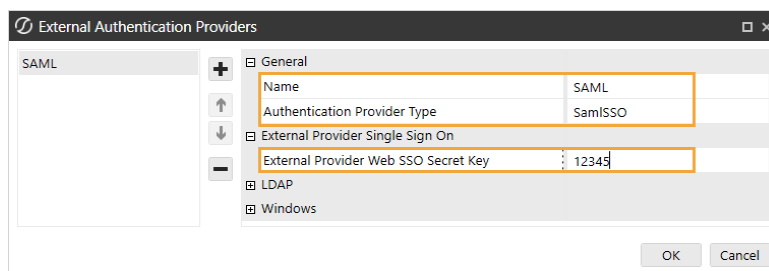 External Authentication Providers
SAML
General
Name SAML
Authentication Provider Type SamlSSO
External Provider Single Sign On
External Provider Web SSO Secret Key 12345
LDAP
Windows
OK Cancel